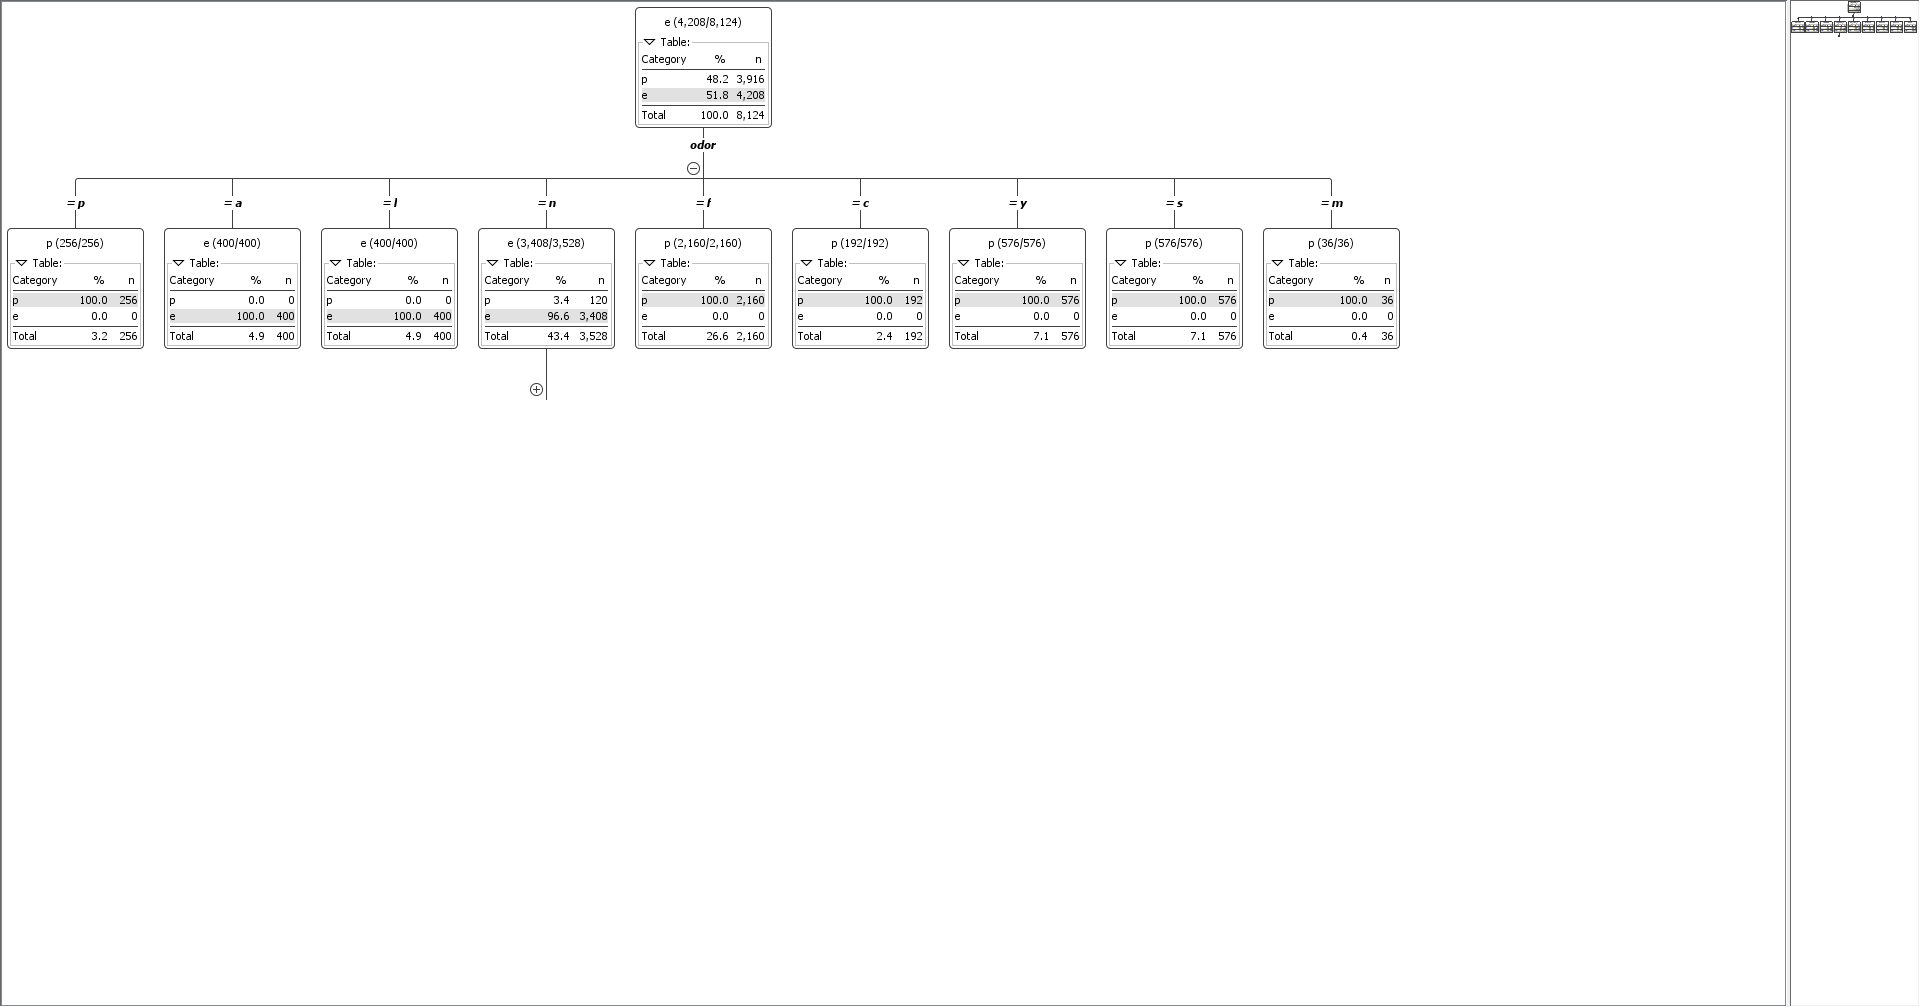 e (4,208/8,124)
Table:
Category % n
p 48.2 3,916
e 51.8 4,208
Total 100.0 8,124
odor
= p
= a
= l
= n
= f
= c
= y
= s
= m
p (256/256)
Table:
Category % n
p 100.0 256
e 0.0 0
Total 3.2 256
e (400/400)
Table:
Category % n
p 0.0 0
e 100.0 400
Total 4.9 400
e (400/400)
Table:
Category % n
p 0.0 0
e 100.0 400
Total 4.9 400
e (3,408/3,528)
Table:
Category % n
p 3.4 120
e 96.6 3,408
Total 43.4 3,528
p (2,160/2,160)
Table:
Category % n
p 100.0 2,160
e 0.0 0
Total 26.6 2,160
p (192/192)
Table:
Category % n
p 100.0 192
e 0.0 0
Total 2.4 192
p (576/576)
Table:
Category % n
p 100.0 576
e 0.0 0
Total 7.1 576
p (576/576)
Table:
Category % n
p 100.0 576
e 0.0 0
Total 7.1 576
p (36/36)
Table:
Category % n
p 100.0 36
e 0.0 0
Total 0.4 36